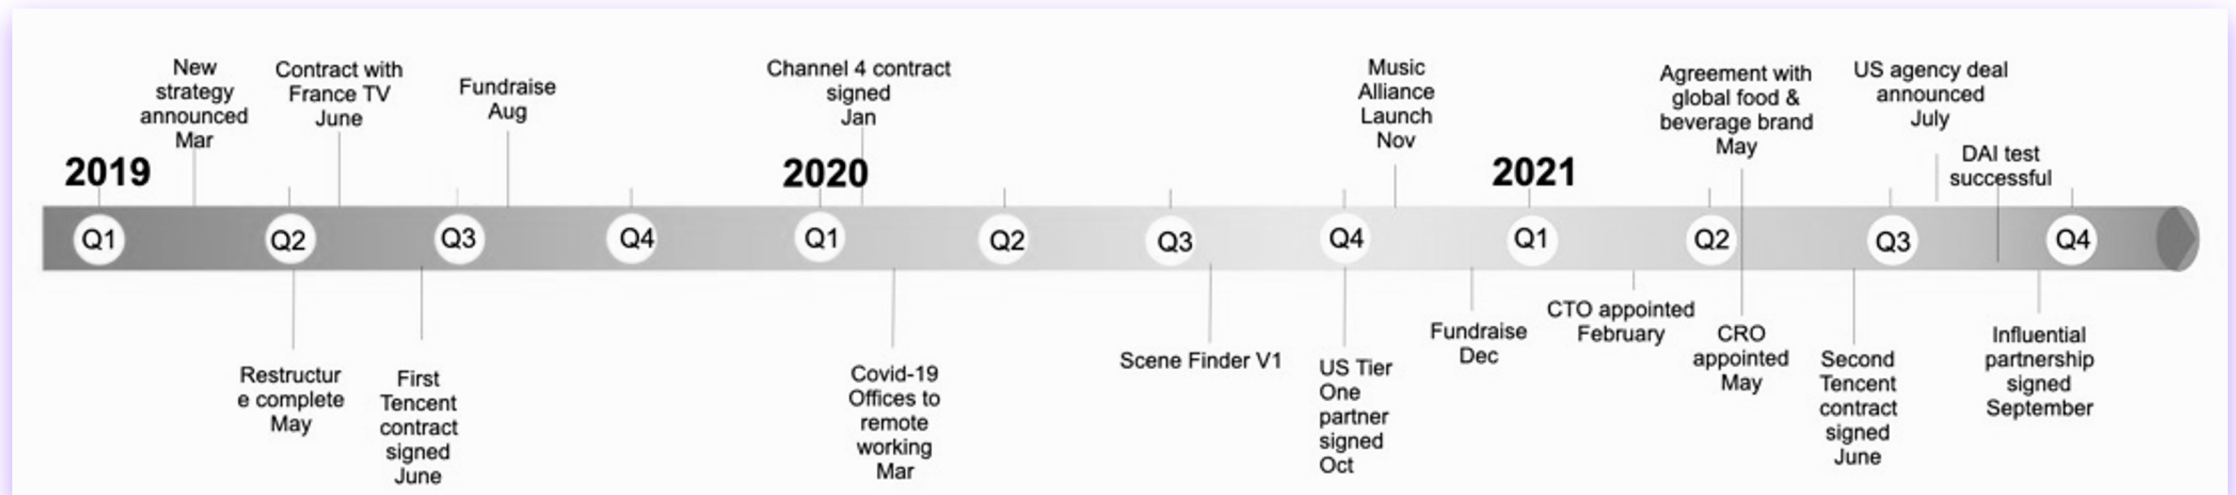 New
strategy
announced
Mar
Contract with
France TV
June
Fundraise
Aug
Channel 4 contract
signed
Jan
Music
Alliance
Launch
Nov
Agreement with
global food &
beverage brand
May
US agency deal
announced
July
DAI test
successful
2019
2020
2021
Q1
Q2
Q3
Q4
Q1
Q2
Q3
Q4
Q1
Q2
Q3
Q4
Restructur
e complete
May
First
Tencent
contract
signed
June
Covid-19
Offices to
remote
working
Mar
Scene Finder V1
US Tier
One
partner
signed
Oct
Fundraise
Dec
CTO appointed
February
CRO
appointed
May
Second
Tencent
contract
signed
June
Influential
partnership
signed
September